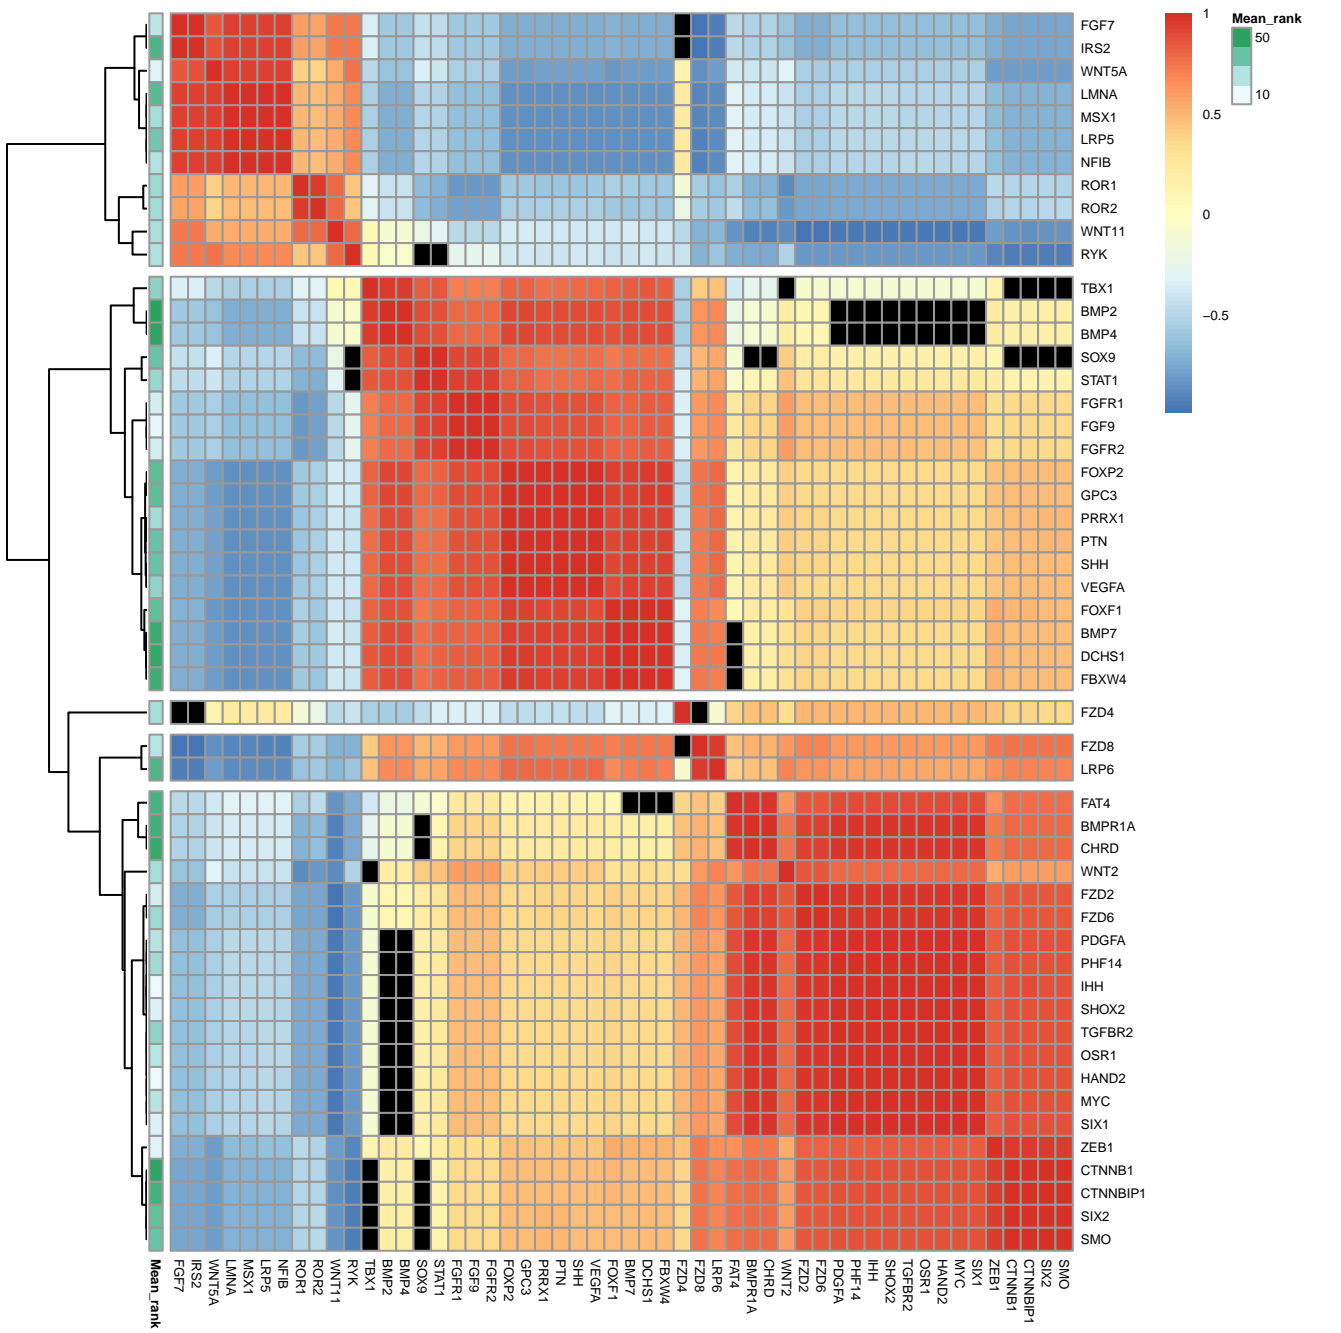 FGF7
IRS2
WNT5A
LMNA
MSX1
LRP5
NFIB
ROR1
ROR2
WNT11
RYK
TBX1
BMP2
BMP4
SOX9
STAT1
FGFR1
FGF9
FGFR2
FOXP2
GPC3
PRRX1
PTN
SHH
VEGFA
FOXF1
BMP7
DCHS1
FBXW4
FZD4
FZD8
LRP6
FAT4
BMPR1A
CHRD
WNT2
FZD2
FZD6
PDGFA
PHF14
IHH
SHOX2
TGFBR2
OSR1
HAND2
MYC
SIX1
ZEB1
CTNNB1
CTNNBIP1
SIX2
SMO
1
0.5
0
−0.5
Mean_rank
50
10
Mean_rank
FGF7
IRS2
WNT5A
LMNA
MSX1
LRP5
NFIB
ROR1
ROR2
WNT11
RYK
TBX1
BMP2
BMP4
SOX9
STAT1
FGFR1
FGF9
FGFR2
FOXP2
GPC3
PRRX1
PTN
SHH
VEGFA
FOXF1
BMP7
DCHS1
FBXW4
FZD4
FZD8
LRP6
FAT4
BMPR1A
CHRD
WNT2
FZD2
FZD6
PDGFA
PHF14
IHH
SHOX2
TGFBR2
OSR1
HAND2
MYC
SIX1
ZEB1
CTNNB1
CTNNBIP1
SIX2
SMO